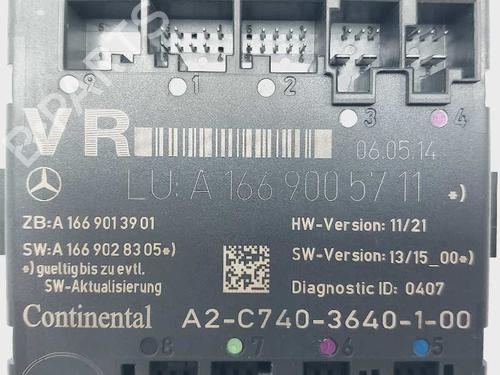 9 1 2
3 4
VR
06.05.14
LU: A 166 900 57 11 *)
ZB:A 166 901 39 01
HW-Version: 11/21
SW:A 166 902 83 05*)
SW-Version: 13/15_00*)
*) gueltig bis zu evtl.
SW-Aktualisierung
Diagnostic ID: 0407
Continental A2-C740-3640-1-00
8 7 6 5